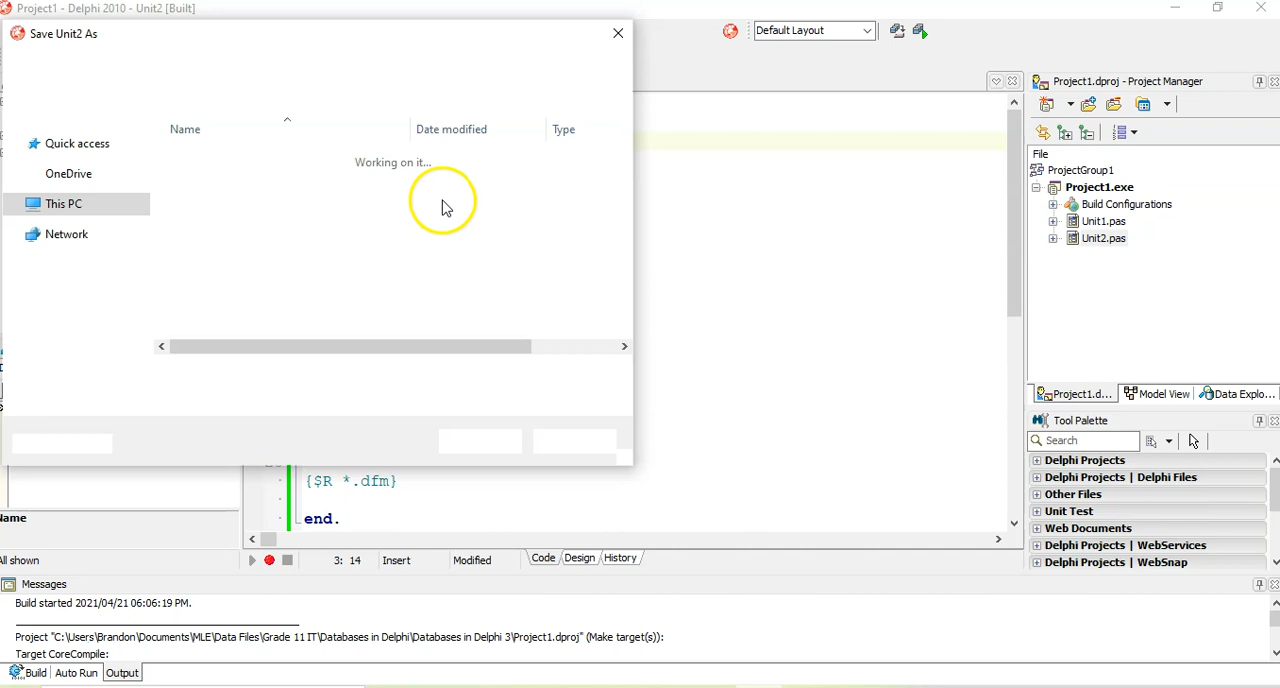 Project1 - Delphi 2010 - Unit2 [Built]
Save Unit2 As
Default Layout
Project1.dproj - Project Manager
Name
Date modified
Type
Quick access
Working on it...
OneDrive
This PC
Network
File
ProjectGroup1
Project1.exe
Build Configurations
Unit1.pas
Unit2.pas
Project1.d...
Model View
Data Explo...
Tool Palette
Search
Delphi Projects
Delphi Projects | Delphi Files
Other Files
Unit Test
Web Documents
Delphi Projects | WebServices
Delphi Projects | WebSnap
{$R *.dfm}
end.
ame
All shown
3: 14
Insert
Modified
Code
Design
History
Messages
Build started 2021/04/21 06:06:19 PM.
Project "C:\Users\Brandon\Documents\MLE\Data Files\Grade 11 IT\Databases in Delphi\Databases in Delphi 3\Project1.dproj" (Make target(s)):
Target CoreCompile:
Build
Auto Run
Output